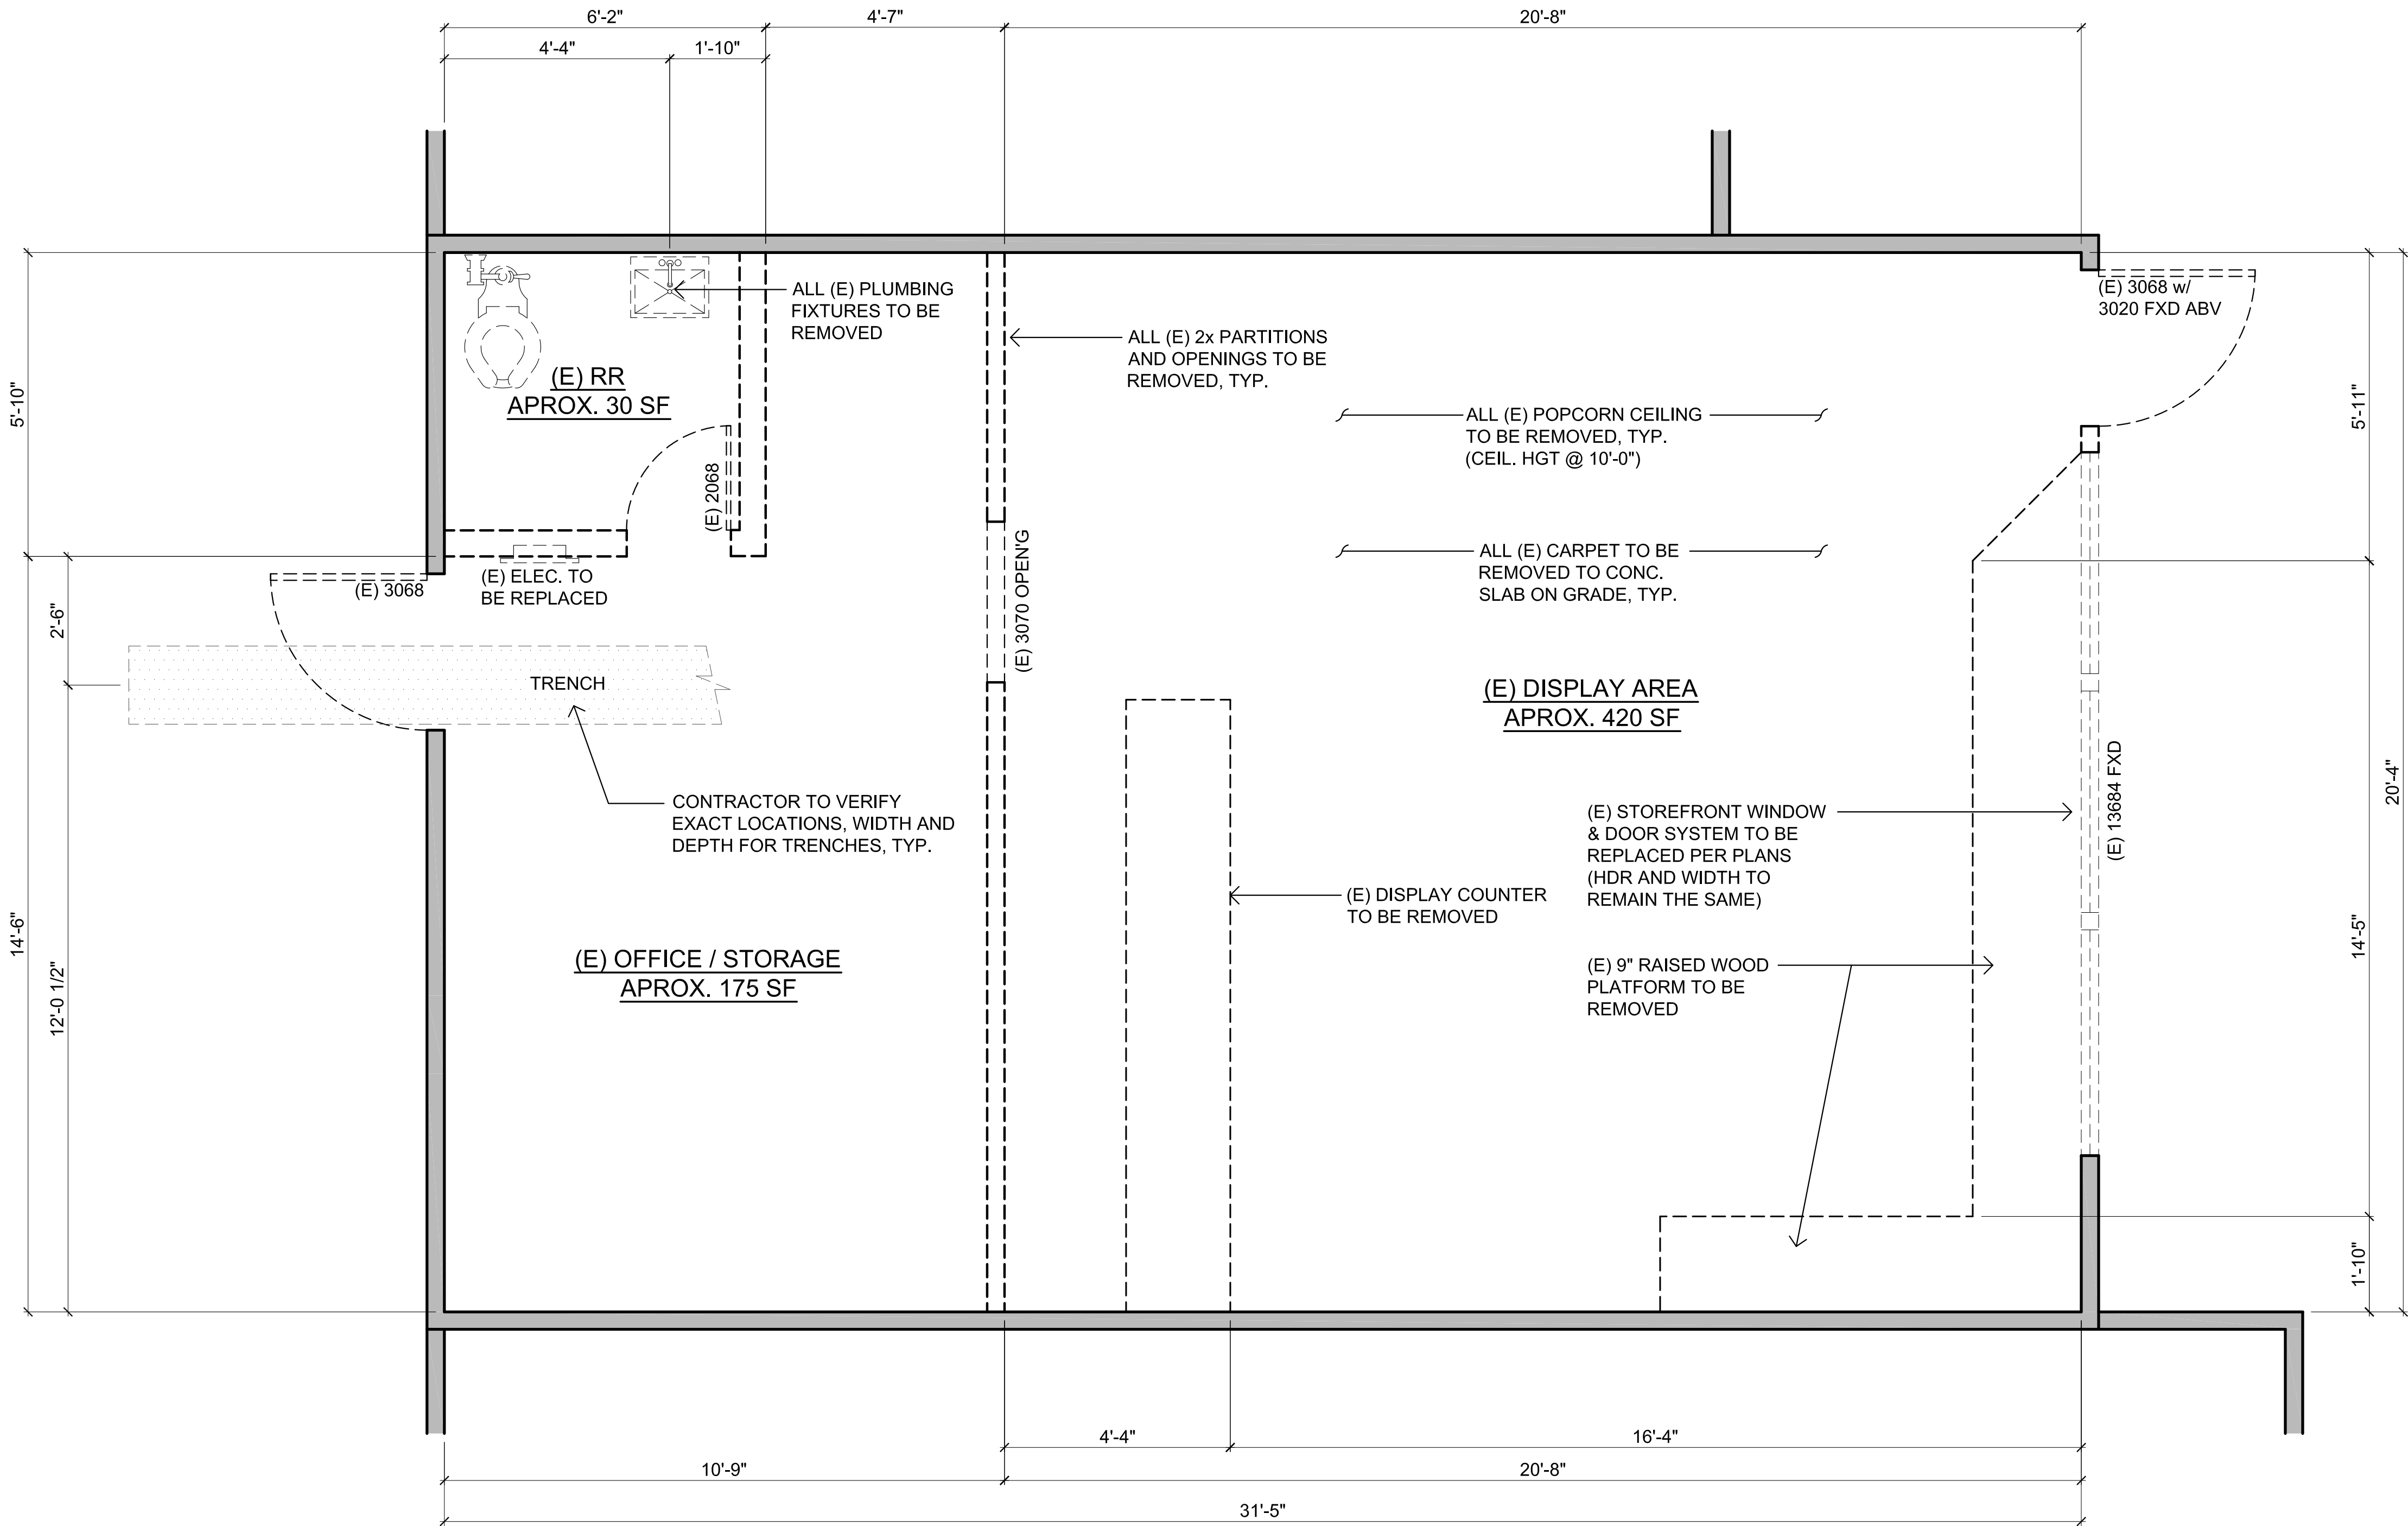 6'-2"
4'-7"
20'-8"
4'-4"
1'-10"
ALL (E) PLUMBING
FIXTURES TO BE
REMOVED
(E) RR
APROX. 30 SF
ALL (E) 2x PARTITIONS
AND OPENINGS TO BE
REMOVED, TYP.
(E) 3068 w/
3020 FXD ABV
ALL (E) POPCORN CEILING
TO BE REMOVED, TYP.
(CEIL. HGT @ 10'-0")
5'-10"
5'-11"
(E) 2068
(E) 3070 OPEN'G
ALL (E) CARPET TO BE
REMOVED TO CONC.
SLAB ON GRADE, TYP.
(E) 3068
(E) ELEC. TO
BE REPLACED
2'-6"
TRENCH
(E) DISPLAY AREA
APROX. 420 SF
20'-4"
(E) 13684 FXD
CONTRACTOR TO VERIFY
EXACT LOCATIONS, WIDTH AND
DEPTH FOR TRENCHES, TYP.
(E) STOREFRONT WINDOW
& DOOR SYSTEM TO BE
REPLACED PER PLANS
(HDR AND WIDTH TO
REMAIN THE SAME)
(E) DISPLAY COUNTER
TO BE REMOVED
14'-6"
14'-5"
12'-0 1/2"
(E) OFFICE / STORAGE
APROX. 175 SF
(E) 9" RAISED WOOD
PLATFORM TO BE
REMOVED
1'-10"
4'-4"
16'-4"
10'-9"
20'-8"
31'-5"